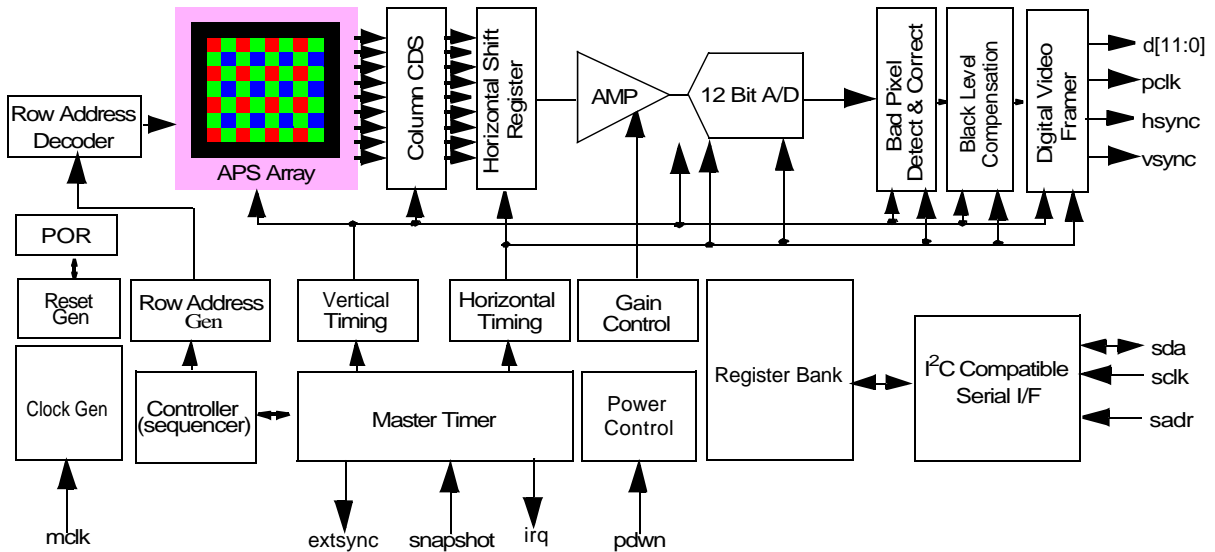 Row Address
Decoder
APS Array
Column CDS
Horizontal Shift
Register
AMP
12 Bit A/D
Bad Pixel
Detect & Correct
Black Level
Compensation
Digital Video
Framer
d[11:0]
pclk
hsync
vsync
POR
Reset
Gen
Row Address
Gen
Vertical
Timing
Horizontal
Timing
Gain
Control
Register Bank
I²C Compatible
Serial I/F
sda
sclk
sadr
Clock Gen
Controller
(sequencer)
Master Timer
Power
Control
mclk
extsync
snapshot
irq
pdwn